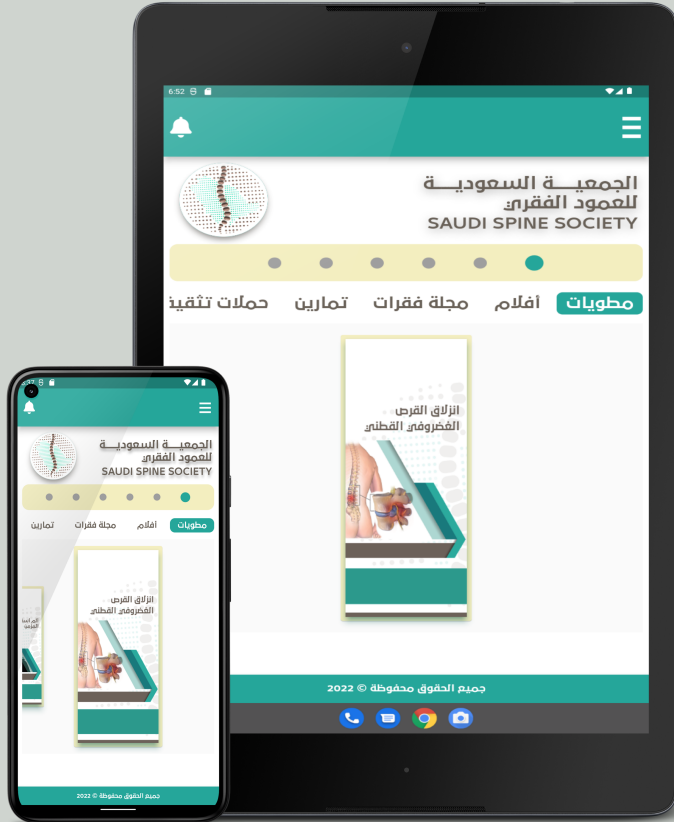 6:52
الجمعيـــة السعوديـــة
للعمود الفقري
SAUDI SPINE SOCIETY
مطويات
أفلام
مجلة فقرات
تمارين
حملات تثقيف
انزلاق القرص
الغضروفي القطني
جميع الحقوق محفوظة © 2022
الجمعيـــة السعوديـــة
للعمود الفقري
SAUDI SPINE SOCIETY
مطويات
أفلام
مجلة فقرات
تمارين
انزلاق القرص
الغضروفي القطني
جميع الحقوق محفوظة © 2022